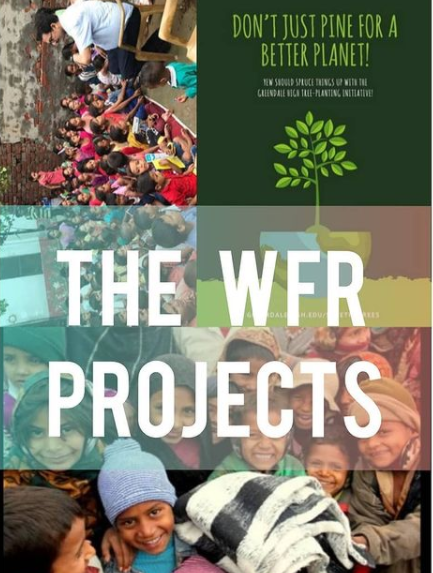 DON'T JUST PINE FOR A
BETTER PLANET!
YEW SHOULD SPRUCE THINGS UP WITH THE
GREENDALE HIGH TREE-PLANTING INITIATIVE!
THE WFR
PROJECTS